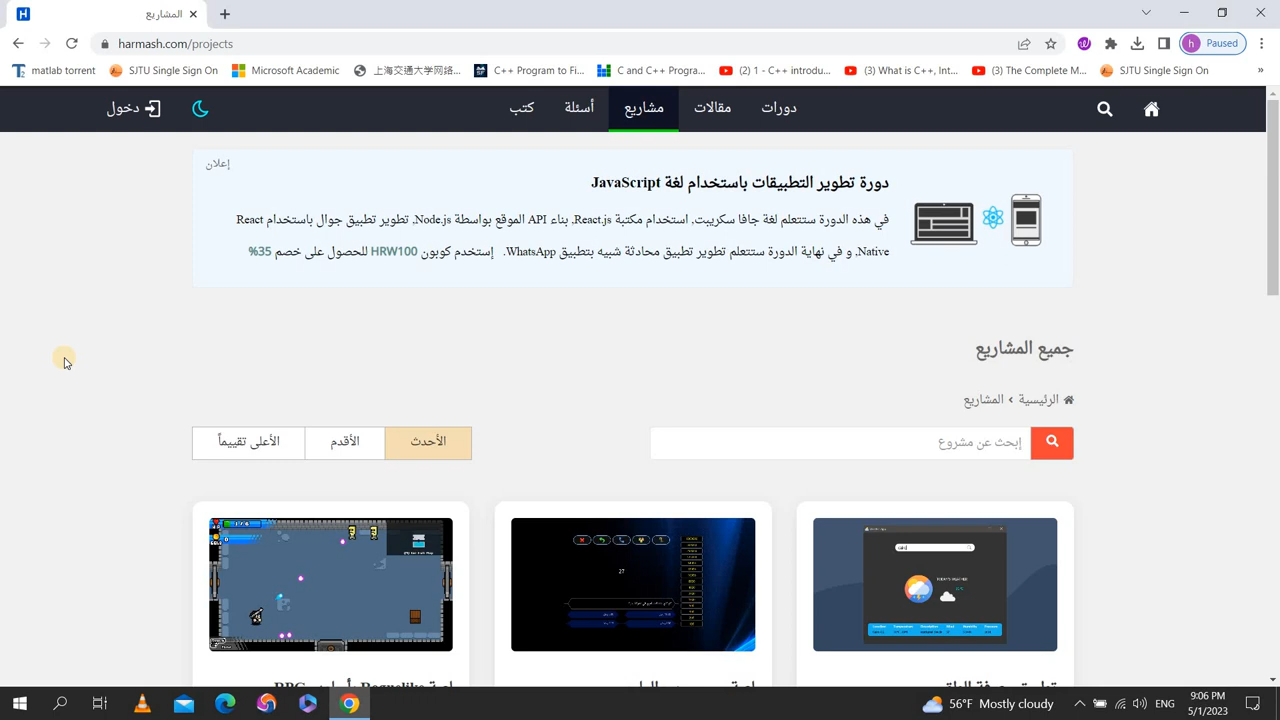 المشاريع
harmash.com/projects
Paused
matlab torrent
SJTU Single Sign On
Microsoft Academic
上海交通大学网络...
C++ Program to Fi...
C and C++ Progra...
(2) 1 - C++ introdu...
(3) What is C++, Int...
(3) The Complete M...
SJTU Single Sign On
دورات
مقالات
مشاريع
أسئلة
كتب
دخول
إعلان
دورة تطوير التطبيقات باستخدام لغة JavaScript
في هذه الدورة ستتعلم لغة جافا سكريبت, استخدام مكتبة React.js, بناء API الموقع بواسطة Node.js, تطوير تطبيق جوال باستخدام React
Native, و في نهاية الدورة ستتعلم تطوير تطبيق محادثة شبيه بتطبيق WhatsApp. إستخدم كوبون HRW100 للحصول على خصم 35%
جميع المشاريع
الرئيسية › المشاريع
إبحث عن مشروع
الأحدث
الأقدم
الأعلى تقييماً
27
TODAY'S WEATHER
56°F Mostly cloudy
ENG
9:06 PM
5/1/2023